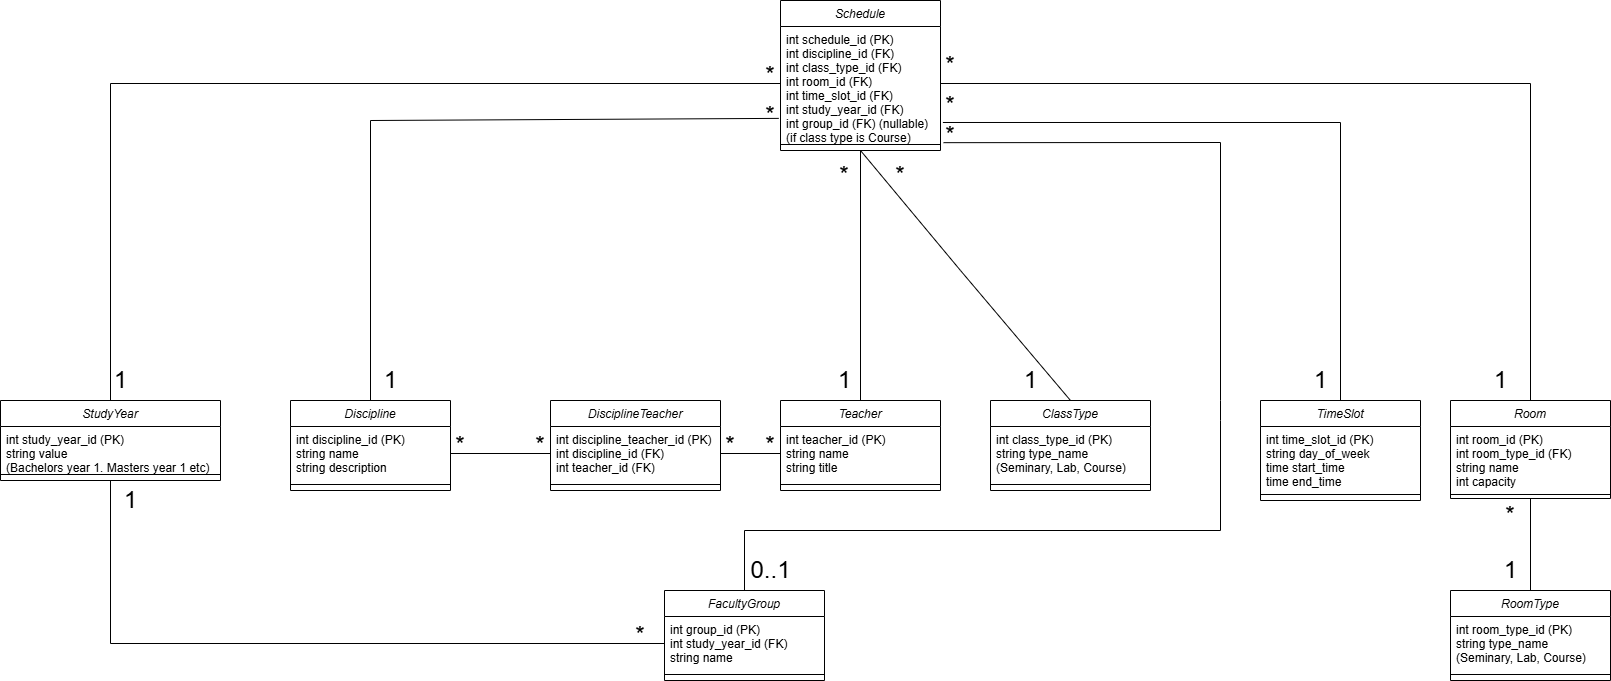 Schedule
int schedule_id (PK)
int discipline_id (FK)
int class_type_id (FK)
int room_id (FK)
int time_slot_id (FK)
int study_year_id (FK)
int group_id (FK) (nullable)
(if class type is Course)
*
*
*
*
*
*
*
1
1
1
1
1
1
StudyYear
int study_year_id (PK)
string value
(Bachelors year 1. Masters year 1 etc)
1
Discipline
int discipline_id (PK)
string name
string description
*
*
DisciplineTeacher
int discipline_teacher_id (PK)
int discipline_id (FK)
int teacher_id (FK)
*
*
Teacher
int teacher_id (PK)
string name
string title
ClassType
int class_type_id (PK)
string type_name
(Seminary, Lab, Course)
TimeSlot
int time_slot_id (PK)
string day_of_week
time start_time
time end_time
Room
int room_id (PK)
int room_type_id (FK)
string name
int capacity
*
1
0..1
*
FacultyGroup
int group_id (PK)
int study_year_id (FK)
string name
RoomType
int room_type_id (PK)
string type_name
(Seminary, Lab, Course)